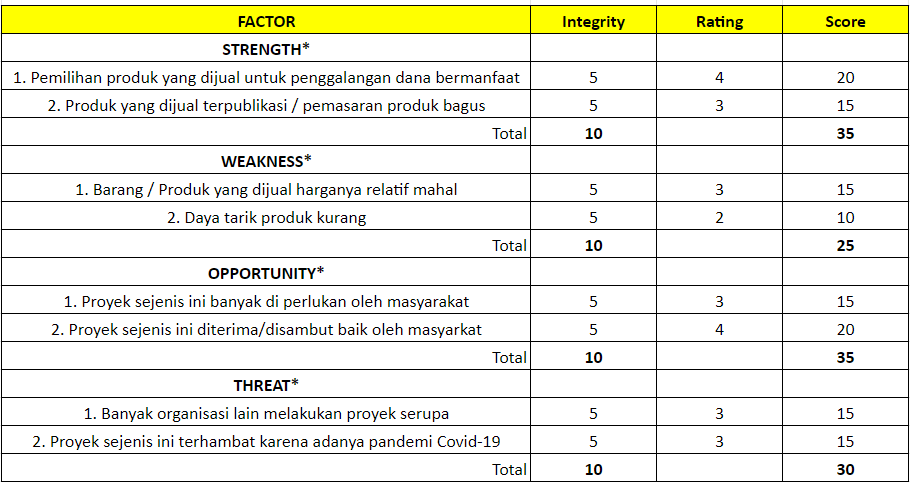 FACTOR Integrity Rating Score
STRENGTH*
1. Pemilihan produk yang dijual untuk penggalangan dana bermanfaat 5 4 20
2. Produk yang dijual terpublikasi / pemasaran produk bagus 5 3 15
Total 10 35
WEAKNESS*
1. Barang / Produk yang dijual harganya relatif mahal 5 3 15
2. Daya tarik produk kurang 5 2 10
Total 10 25
OPPORTUNITY*
1. Proyek sejenis ini banyak di perlukan oleh masyarakat 5 3 15
2. Proyek sejenis ini diterima/disambut baik oleh masyarkat 5 4 20
Total 10 35
THREAT*
1. Banyak organisasi lain melakukan proyek serupa 5 3 15
2. Proyek sejenis ini terhambat karena adanya pandemi Covid-19 5 3 15
Total 10 30